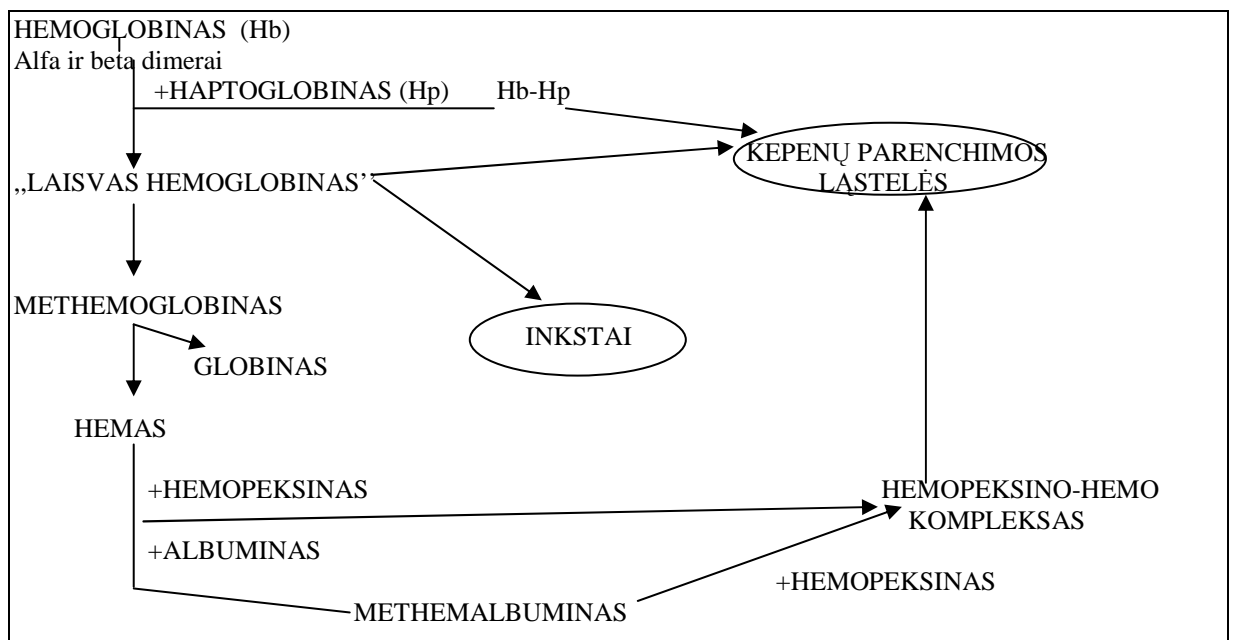 HEMOGLOBINAS (Hb)
Alfa ir beta dimerai
+HAPTOGLOBINAS (Hp) Hb-Hp
KEPENŲ PARENCHIMOS
LĄSTELĖS
,,LAISVAS HEMOGLOBINAS’’
METHEMOGLOBINAS
INKSTAI
GLOBINAS
HEMAS
+HEMOPEKSINAS
HEMOPEKSINO-HEMO
KOMPLEKSAS
+ALBUMINAS
+HEMOPEKSINAS
METHEMALBUMINAS